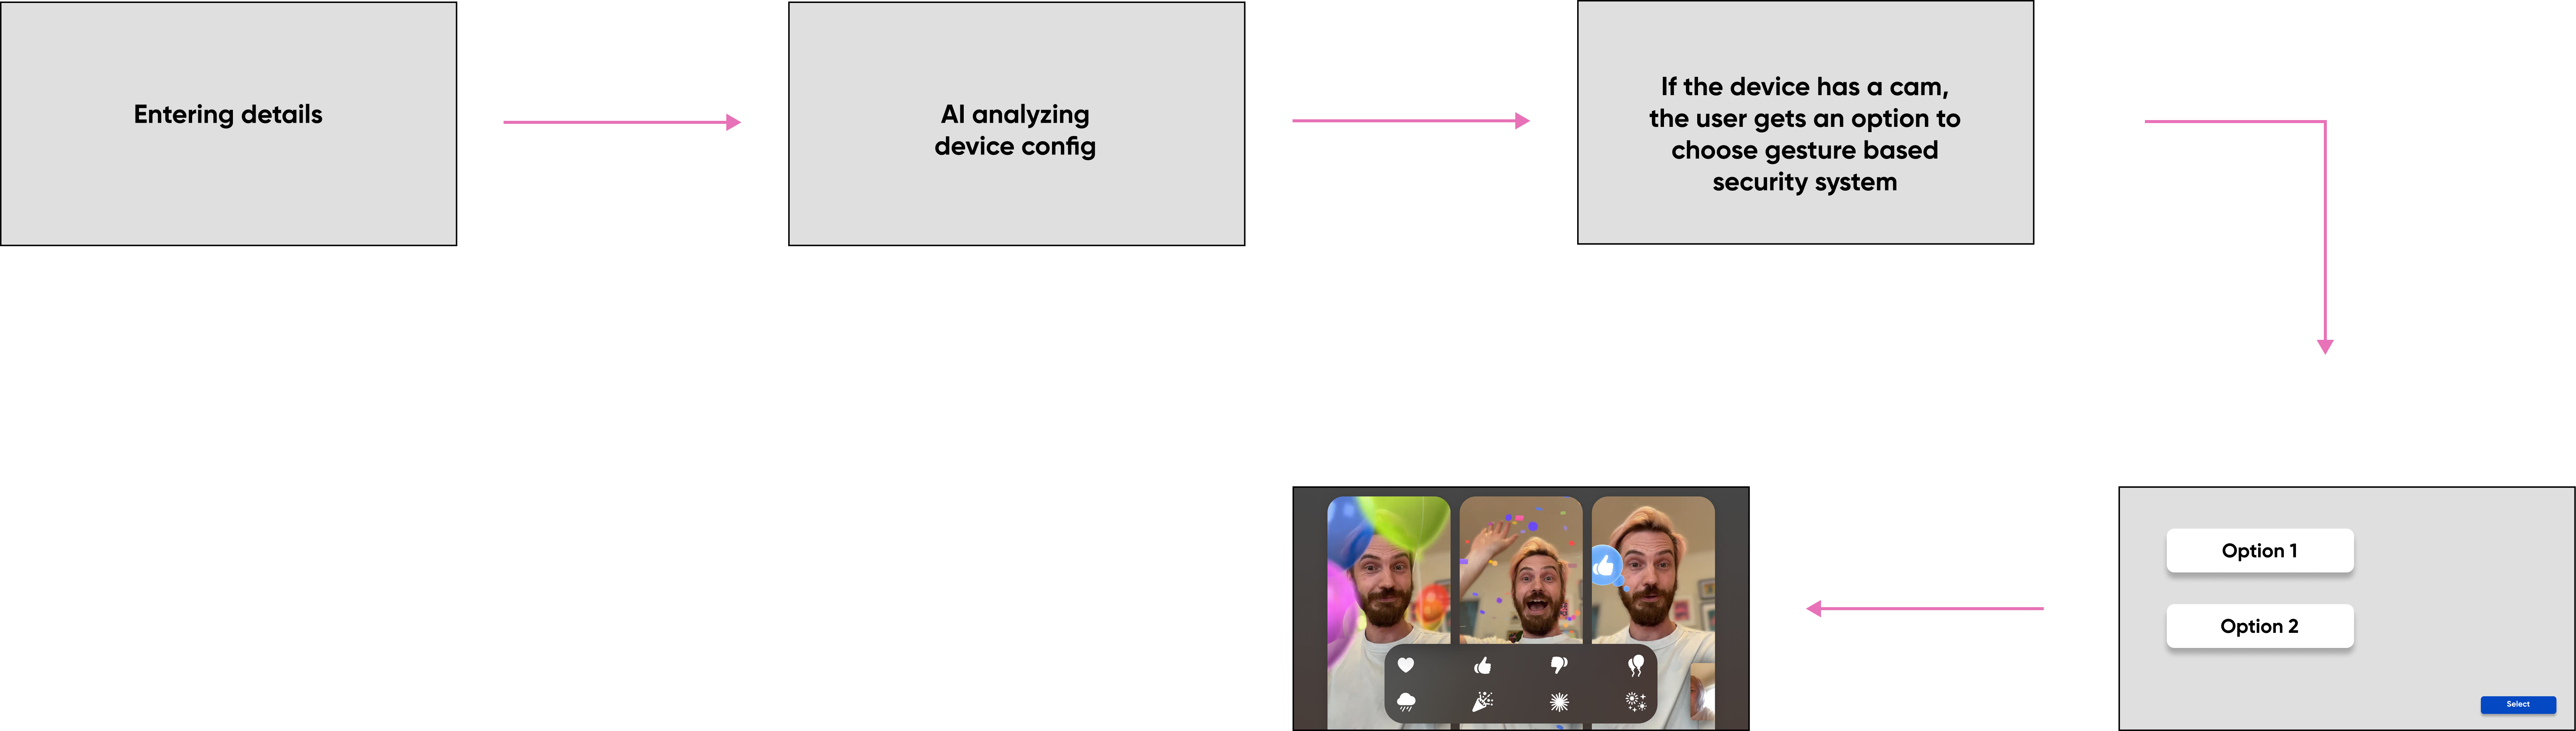 Entering details
AI analyzing
device config
If the device has a cam,
the user gets an option to
choose gesture based
security system
Option 1
Option 2
Select